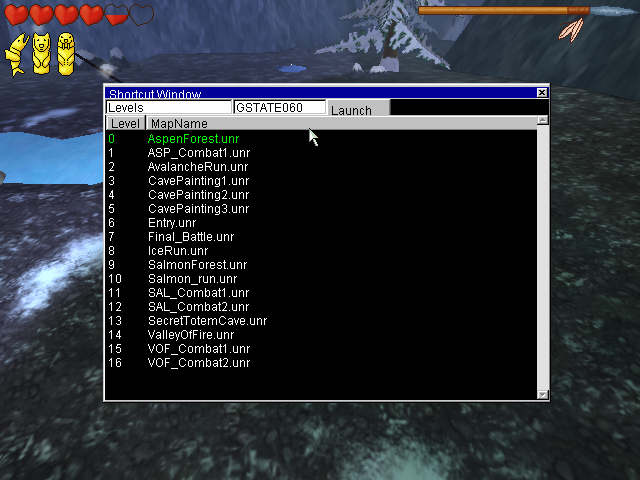 Shortcut Window
Levels GSTATE060 Launch
Level MapName
0 AspenForest.unr
1 ASP_Combat1.unr
2 AvalancheRun.unr
3 CavePainting1.unr
4 CavePainting2.unr
5 CavePainting3.unr
6 Entry.unr
7 Final_Battle.unr
8 IceRun.unr
9 SalmonForest.unr
10 Salmon_run.unr
11 SAL_Combat1.unr
12 SAL_Combat2.unr
13 SecretTotemCave.unr
14 ValleyOfFire.unr
15 VOF_Combat1.unr
16 VOF_Combat2.unr